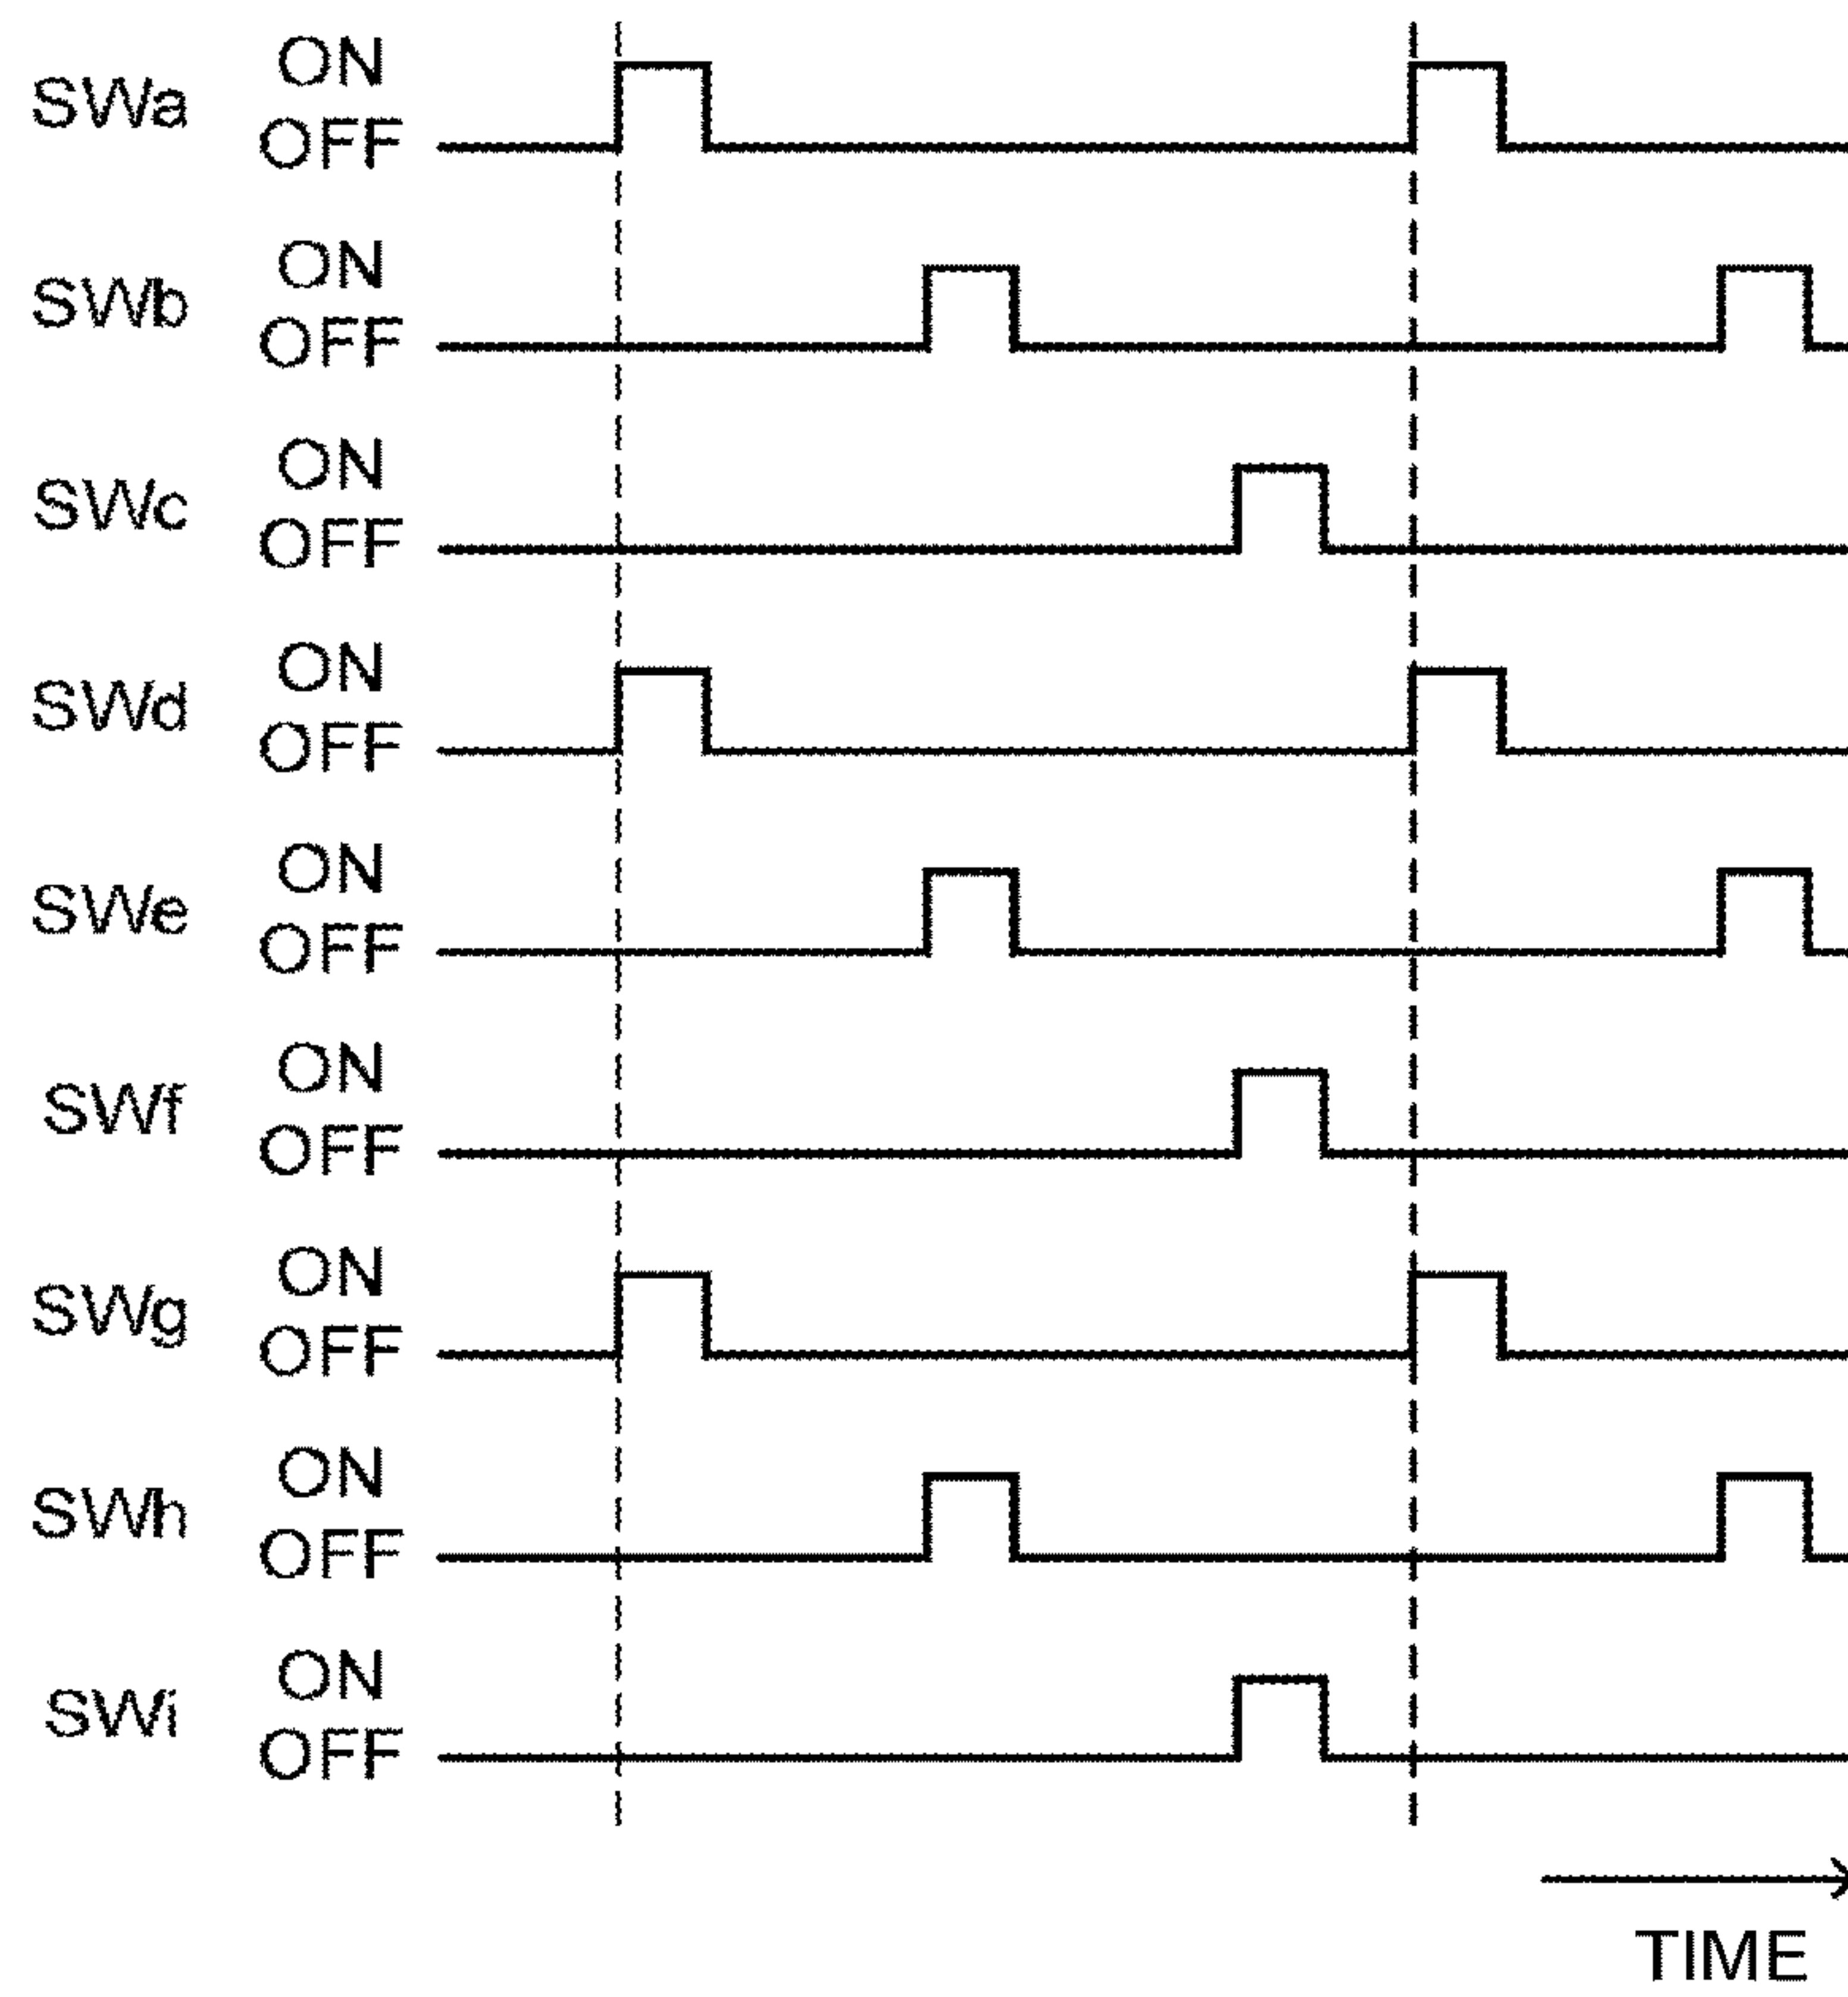 SWa ON
OFF
SWb ON
OFF
SWc ON
OFF
SWd ON
OFF
SWe ON
OFF
SWf ON
OFF
SWg ON
OFF
SWh ON
OFF
SWi ON
OFF
TIME